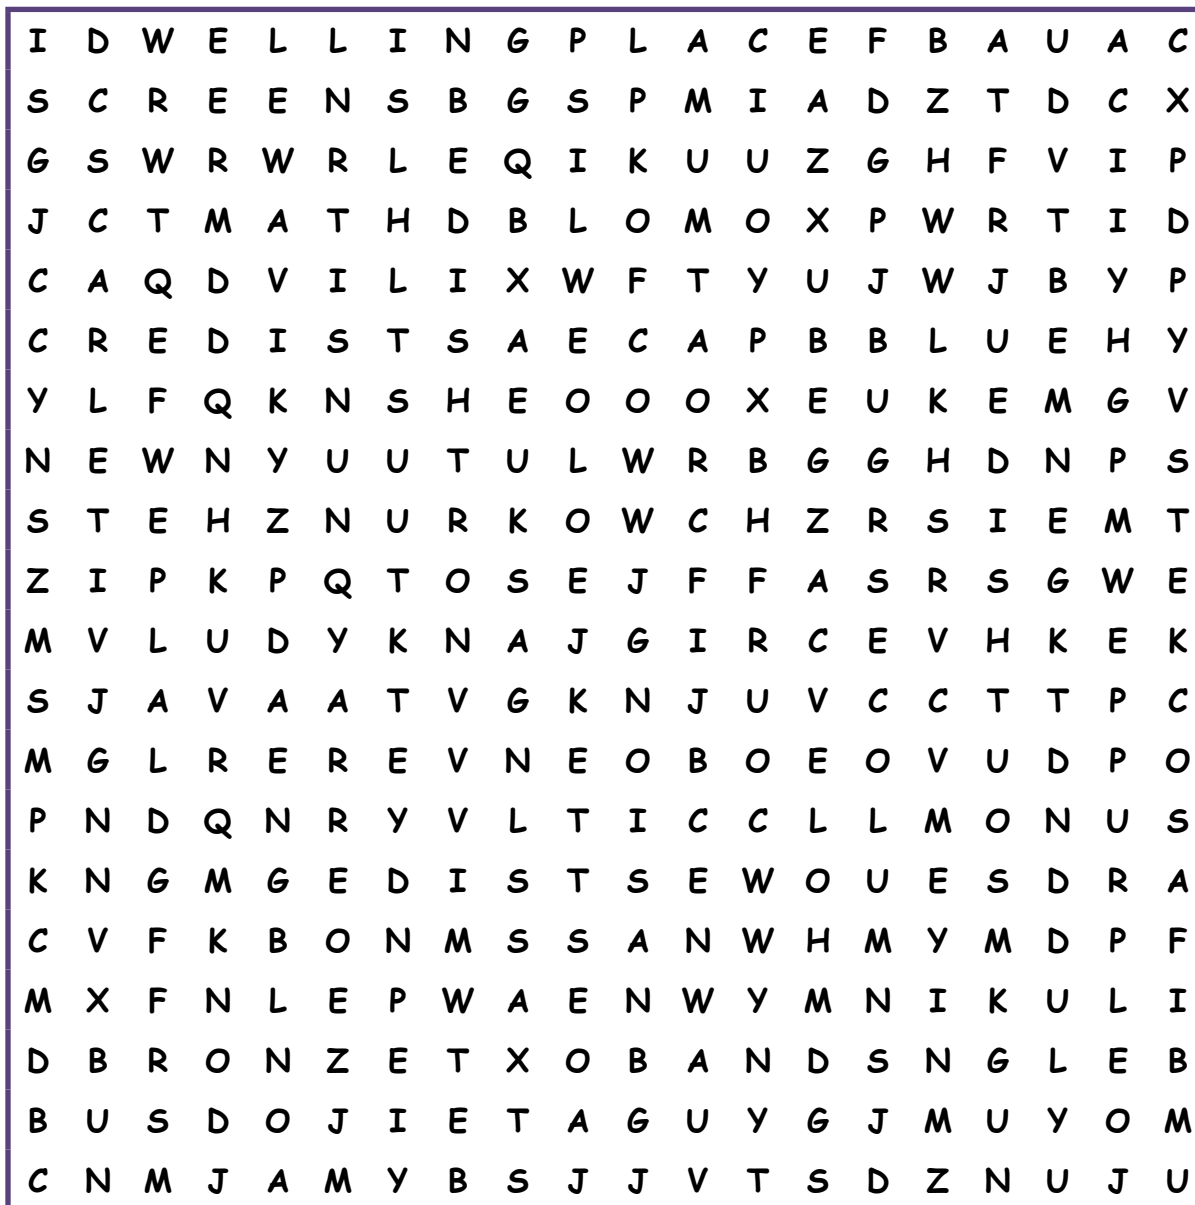 I D W E L L I N G P L A C E F B A U A C
S C R E E N S B G S P M I A D Z T D C X
G S W R W R L E Q I K U U Z G H F V I P
J C T M A T H D B L O M O X P W R T I D
C A Q D V I L I X W F T Y U J W J B Y P
C R E D I S T S A E C A P B B L U E H Y
Y L F Q K N S H E O O O X E U K E M G V
N E W N Y U U T U L W R B G G H D N P S
S T E H Z N U R K O W C H Z R S I E M T
Z I P K P Q T O S E J F F A S R S G W E
M V L U D Y K N A J G I R C E V H K E K
S J A V A A T V G K N J U V C C T T P C
M G L R E R E V N E O B O E O V U D P O
P N D Q N R Y V L T I C C L L M O N U S
K N G M G E D I S T S E W O U E S D R A
C V F K B O N M S S A N W H M Y M D P F
M X F N L E P W A E N W Y M N I K U L I
D B R O N Z E T X O B A N D S N G L E B
B U S D O J I E T A G U Y G J M U Y O M
C N M J A M Y B S J J V T S D Z N U J U